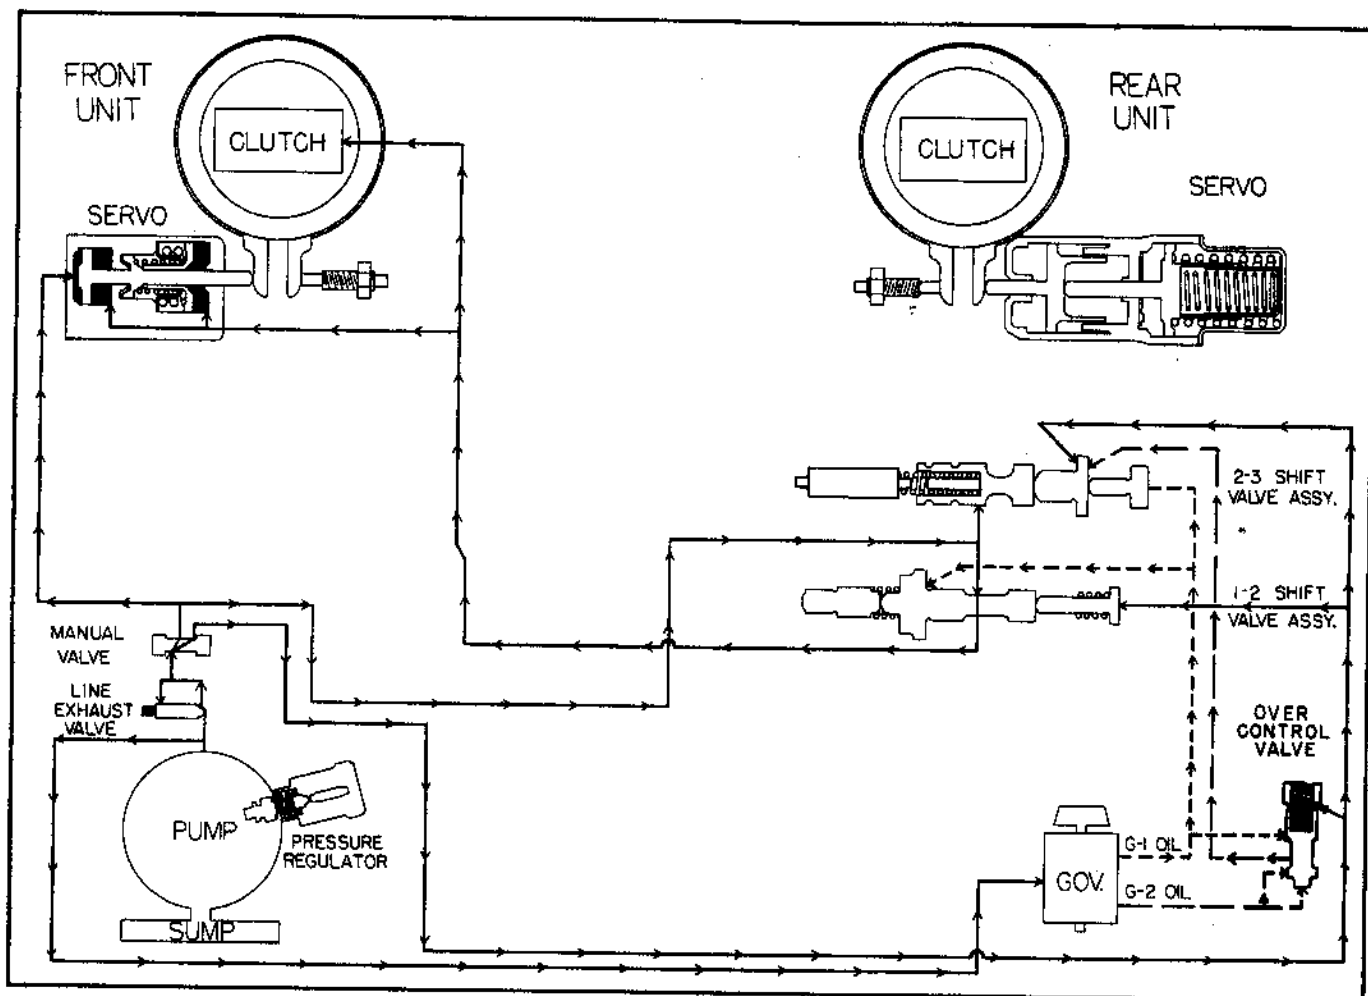 FRONT
UNIT
CLUTCH
SERVO
REAR
UNIT
CLUTCH
SERVO
2-3 SHIFT
VALVE ASSY.
1-2 SHIFT
VALVE ASSY.
MANUAL
VALVE
LINE
EXHAUST
VALVE
PUMP
PRESSURE
REGULATOR
SUMP
OVER
CONTROL
VALVE
GOV.
G-1 OIL
G-2 OIL